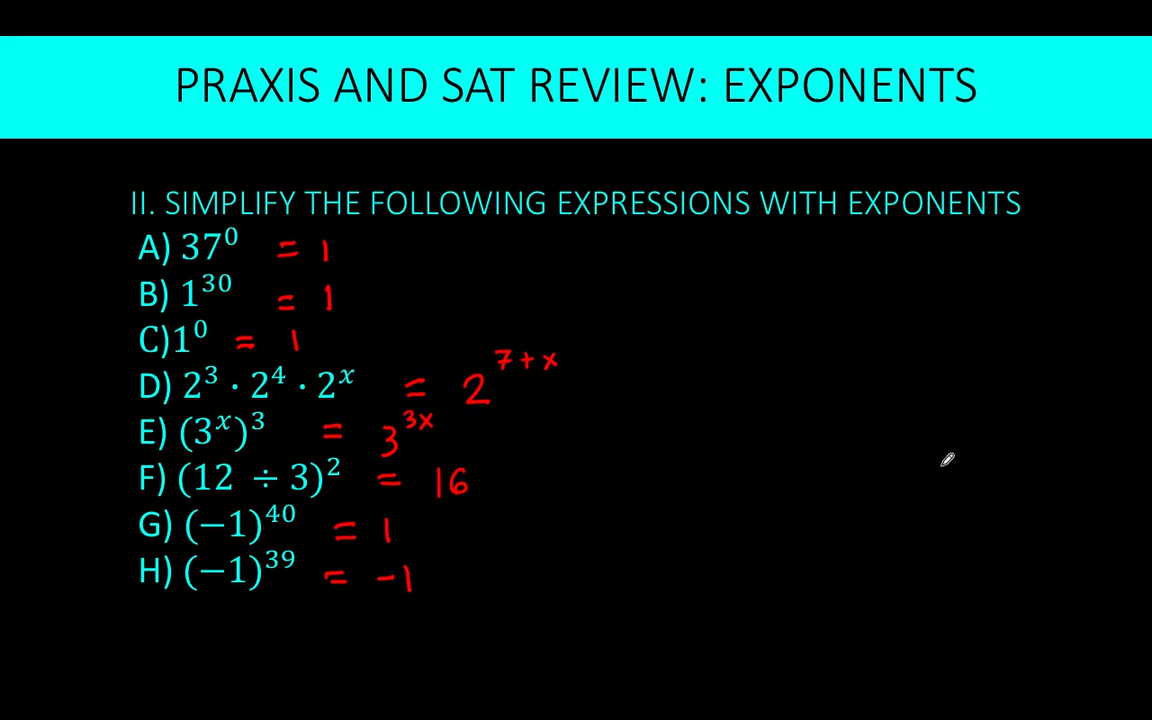 PRAXIS AND SAT REVIEW: EXPONENTS
II. SIMPLIFY THE FOLLOWING EXPRESSIONS WITH EXPONENTS
A) 37⁰ = 1
B) 1³⁰ = 1
C)1⁰ = 1
D) 2³ · 2⁴ · 2ˣ = 2⁷⁺ˣ
E) (3ˣ)³ = 3³ˣ
F) (12 ÷ 3)² = 16
G) (−1)⁴⁰ = 1
H) (−1)³⁹ = -1